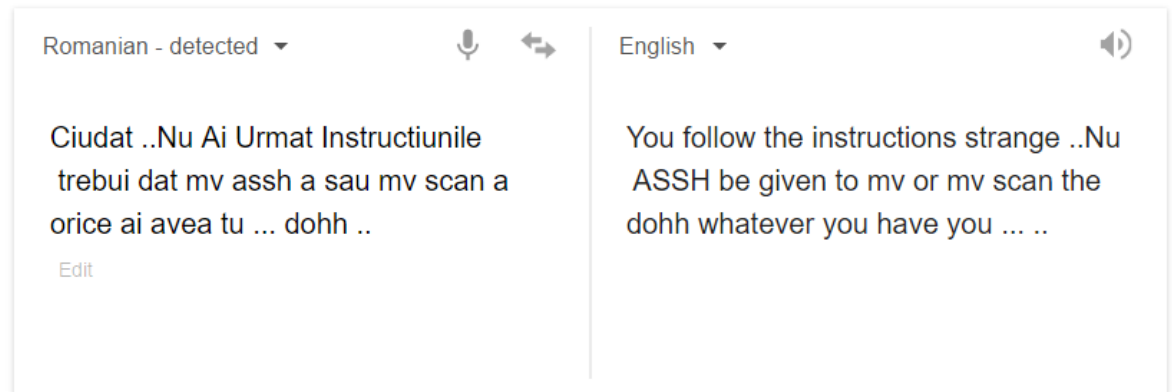 Romanian - detected
English
Ciudat ..Nu Ai Urmat Instructiunile
trebui dat mv assh a sau mv scan a
orice ai avea tu ... dohh ..
Edit
You follow the instructions strange ..Nu
ASSH be given to mv or mv scan the
dohh whatever you have you ... ..